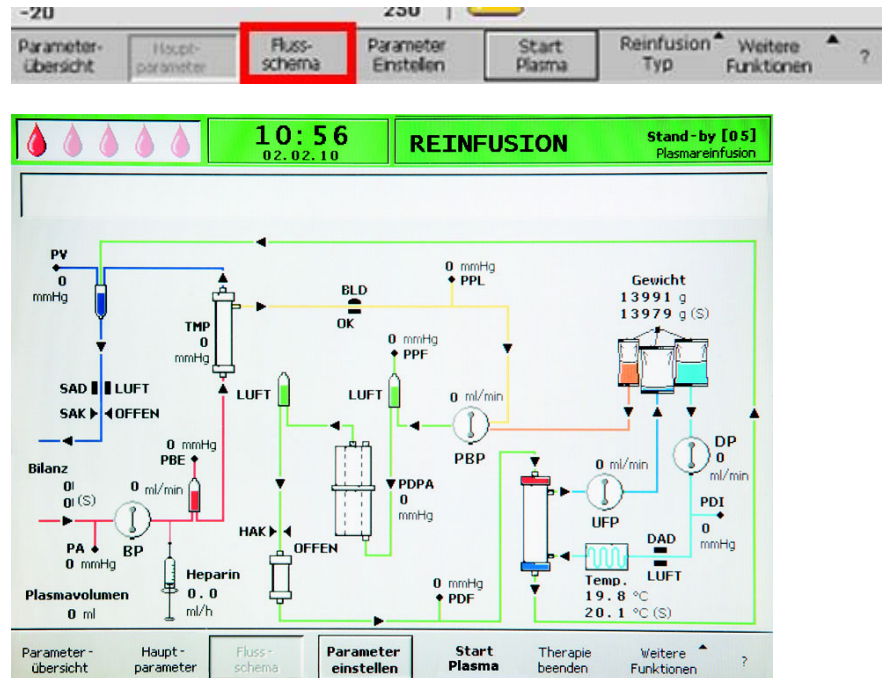 -20 250
Parameter-
übersicht
Haupt-
parameter
Fluss-
schema
Parameter
Einstellen
Start
Plasma
Reinfusion
Typ
Weitere
Funktionen
?
10:56
02.02.10
REINFUSION
Stand-by [05]
Plasmareinfusion
PV
0
mmHg
TMP
0
mmHg
BLD
OK
0 mmHg
PPL
Gewicht
13991 g
13979 g (S)
0 mmHg
PPF
SAD LUFT
SAK OFFEN
LUFT
LUFT
0 ml/min
PBP
0 mmHg
PBE
Bilanz
0l
0l (S)
0 ml/min
PA
0 mmHg
BP
Heparin
0.0
ml/h
Plasmavolumen
0 ml
HAK
OFFEN
PDPA
0
mmHg
0 mmHg
PDF
0 ml/min
UFP
DP
0
ml/min
PDI
0
mmHg
DAD
LUFT
Temp.
19.8 °C
20.1 °C (S)
Parameter-
übersicht
Haupt-
parameter
Fluss-
schema
Parameter
einstellen
Start
Plasma
Therapie
beenden
Weitere
Funktionen
?